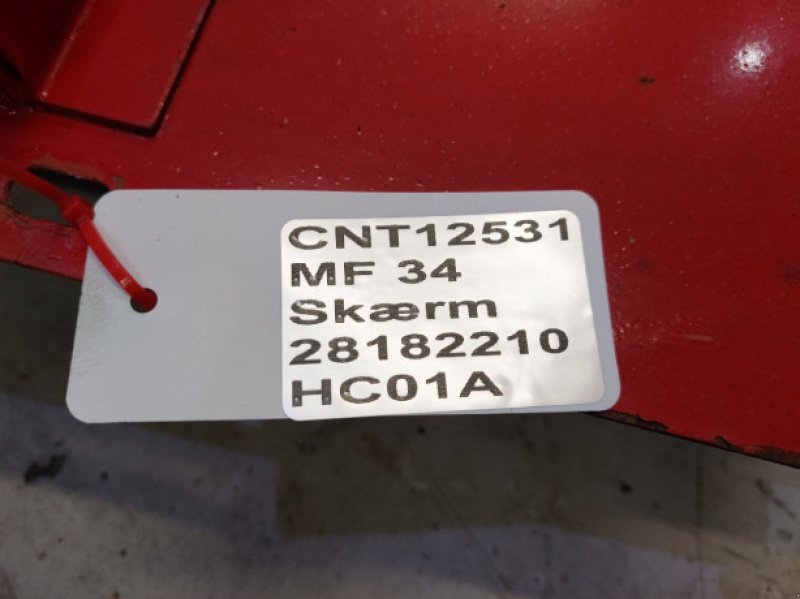 CNT12531
MF 34
Skærm
28182210
HC01A